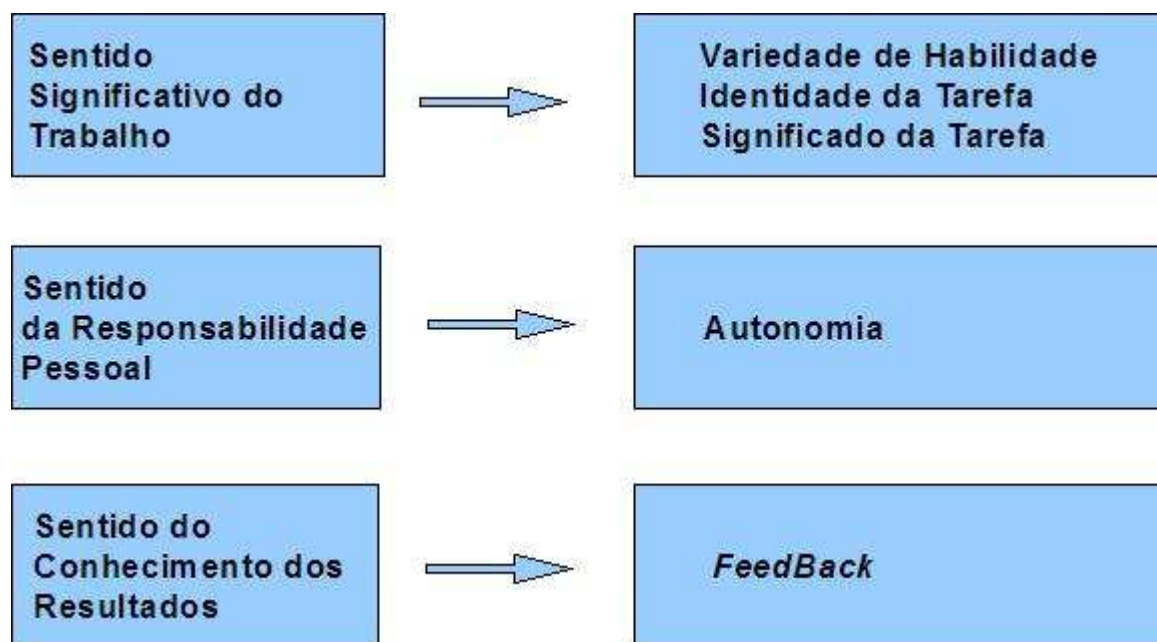 Sentido
Significativo do
Trabalho
Variedade de Habilidade
Identidade da Tarefa
Significado da Tarefa
Sentido
da Responsabilidade
Pessoal
Autonomia
Sentido do
Conhecimento dos
Resultados
FeedBack